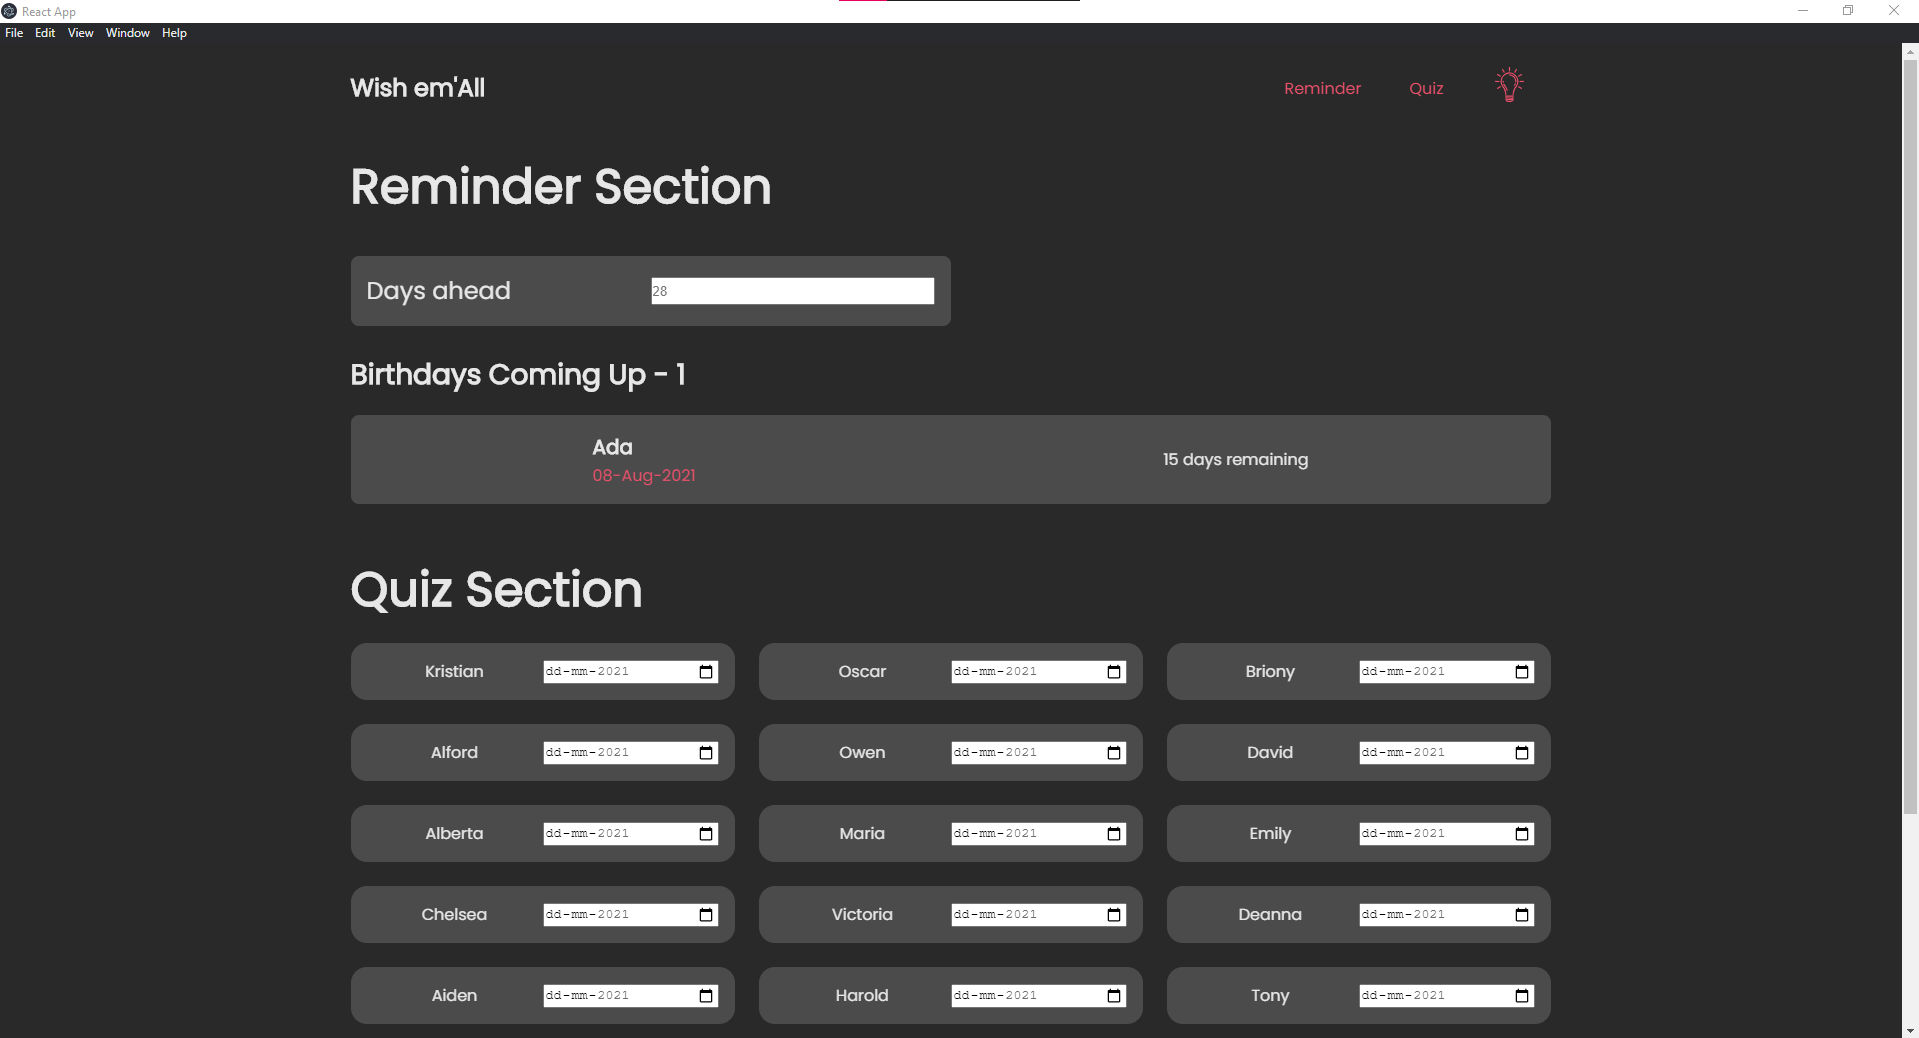 React App
File Edit View Window Help
Wish em'All
Reminder Quiz
Reminder Section
Days ahead 28
Birthdays Coming Up - 1
Ada
08-Aug-2021
15 days remaining
Quiz Section
Kristian dd-mm-2021 Oscar dd-mm-2021 Briony dd-mm-2021
Alford dd-mm-2021 Owen dd-mm-2021 David dd-mm-2021
Alberta dd-mm-2021 Maria dd-mm-2021 Emily dd-mm-2021
Chelsea dd-mm-2021 Victoria dd-mm-2021 Deanna dd-mm-2021
Aiden dd-mm-2021 Harold dd-mm-2021 Tony dd-mm-2021